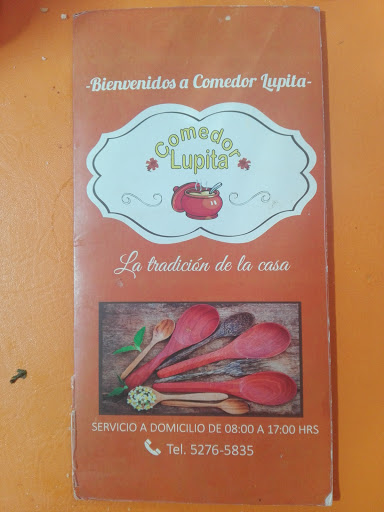 -Bienvenidos a Comedor Lupita-
Comedor
Lupita
La tradición de la casa
SERVICIO A DOMICILIO DE 08:00 A 17:00 HRS
Tel. 5276-5835